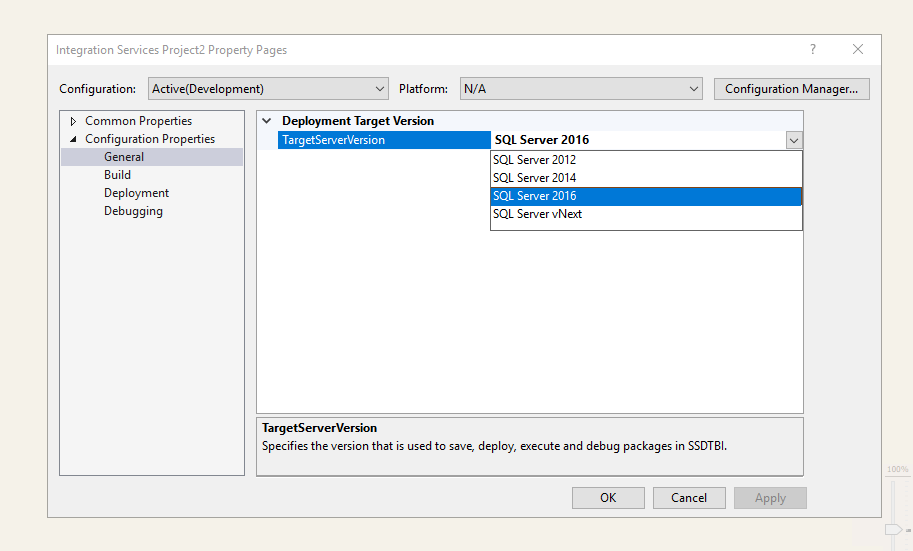 Integration Services Project2 Property Pages
?
Configuration: Active(Development) Platform: N/A Configuration Manager...
Common Properties
Configuration Properties
General
Build
Deployment
Debugging
Deployment Target Version
TargetServerVersion SQL Server 2016
SQL Server 2012
SQL Server 2014
SQL Server 2016
SQL Server vNext
TargetServerVersion
Specifies the version that is used to save, deploy, execute and debug packages in SSDTBI.
OK Cancel Apply
100%